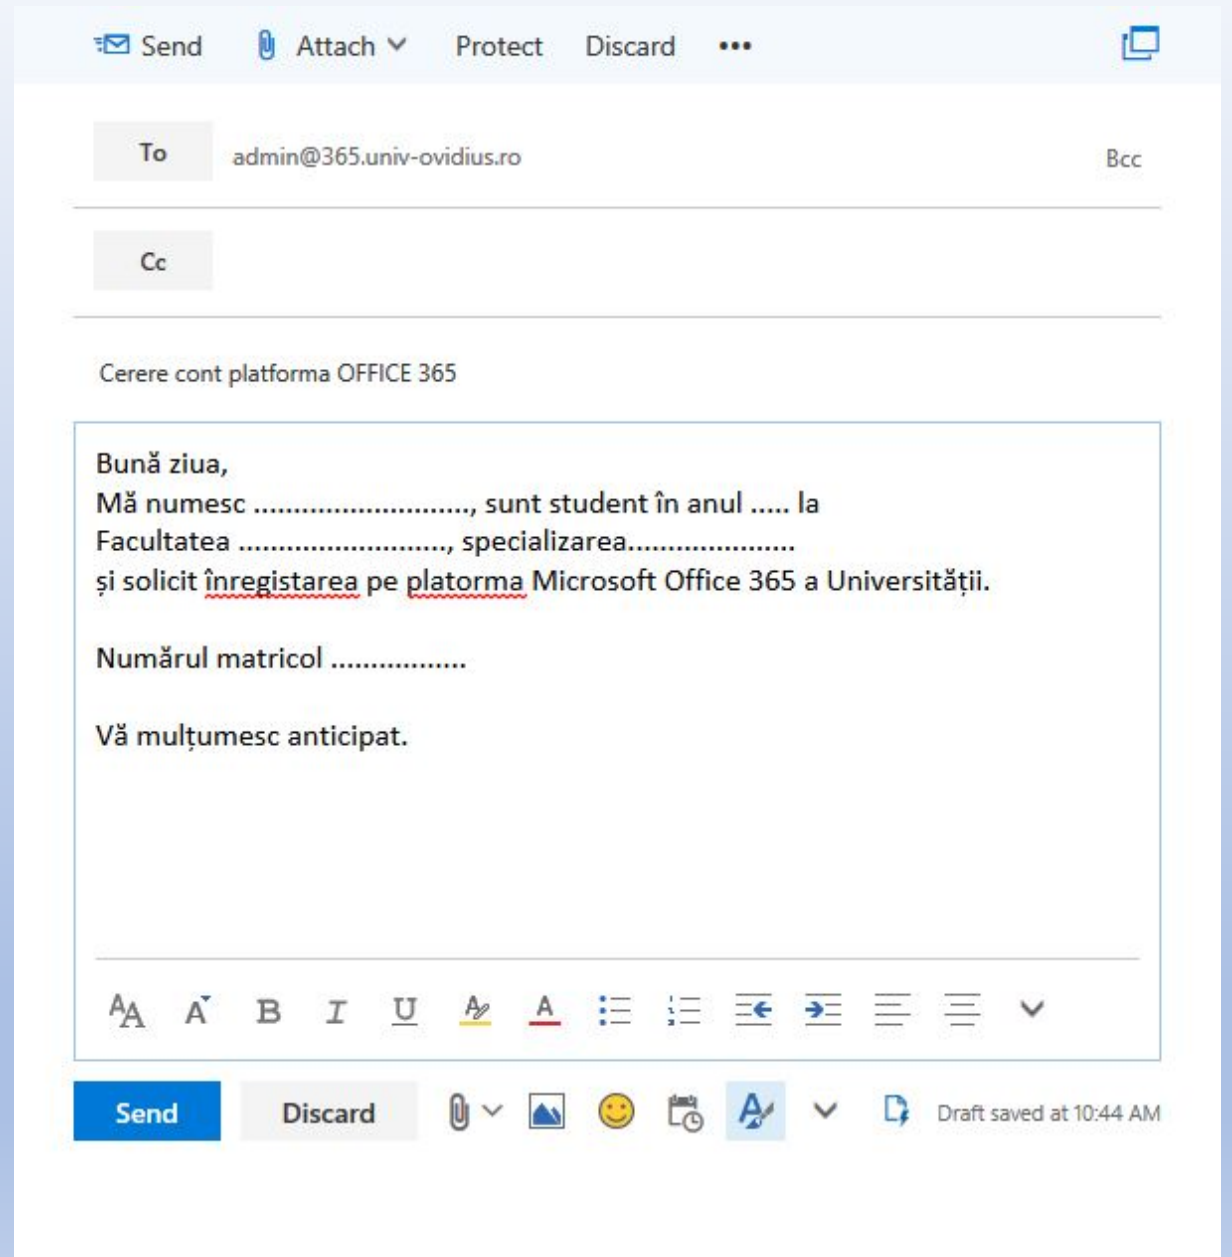 Send Attach Protect Discard •••
To admin@365.univ-ovidius.ro Bcc
Cc
Cerere cont platforma OFFICE 365
Bună ziua,
Mă numesc ..........................., sunt student în anul ..... la
Facultatea .........................., specializarea.....................
și solicit înregistarea pe platorma Microsoft Office 365 a Universității.
Numărul matricol .................
Vă mulțumesc anticipat.
AA A B I U A A
Send Discard A Draft saved at 10:44 AM